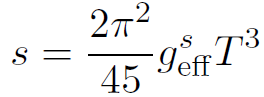 $s = \frac{2\pi^2}{45} g_{\text{eff}}^s T^3$